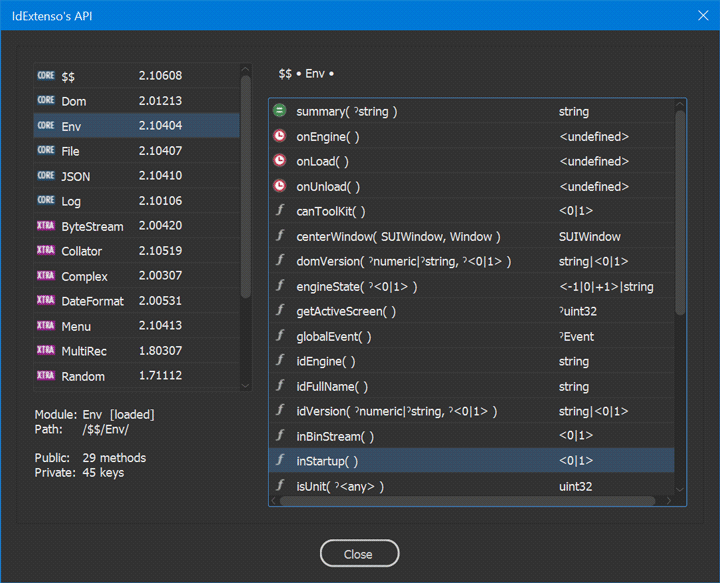 IdExtenso's API
CORE $$ 2.10608
CORE Dom 2.01213
CORE Env 2.10404
CORE File 2.10407
CORE JSON 2.10410
CORE Log 2.10106
XTRA ByteStream 2.00420
XTRA Collator 2.10519
XTRA Complex 2.00307
XTRA DateFormat 2.00531
XTRA Menu 2.10413
XTRA MultiRec 1.80307
XTRA Random 1.71112
Module: Env [loaded]
Path: /$$/Env/
Public: 29 methods
Private: 45 keys
$$ • Env •
= summary( ?string ) string
onEngine( ) <undefined>
onLoad( ) <undefined>
onUnload( ) <undefined>
f canToolKit( ) <0|1>
f centerWindow( SUIWindow, Window ) SUIWindow
f domVersion( ?numeric|?string, ?<0|1> ) string|<0|1>
f engineState( ?<0|1> ) <-1|0|+1>|string
f getActiveScreen( ) ?uint32
f globalEvent( ) ?Event
f idEngine( ) string
f idFullName( ) string
f idVersion( ?numeric|?string, ?<0|1> ) string|<0|1>
f inBinStream( ) <0|1>
f inStartup( ) <0|1>
f isUnit( ?<any> ) uint32
Close